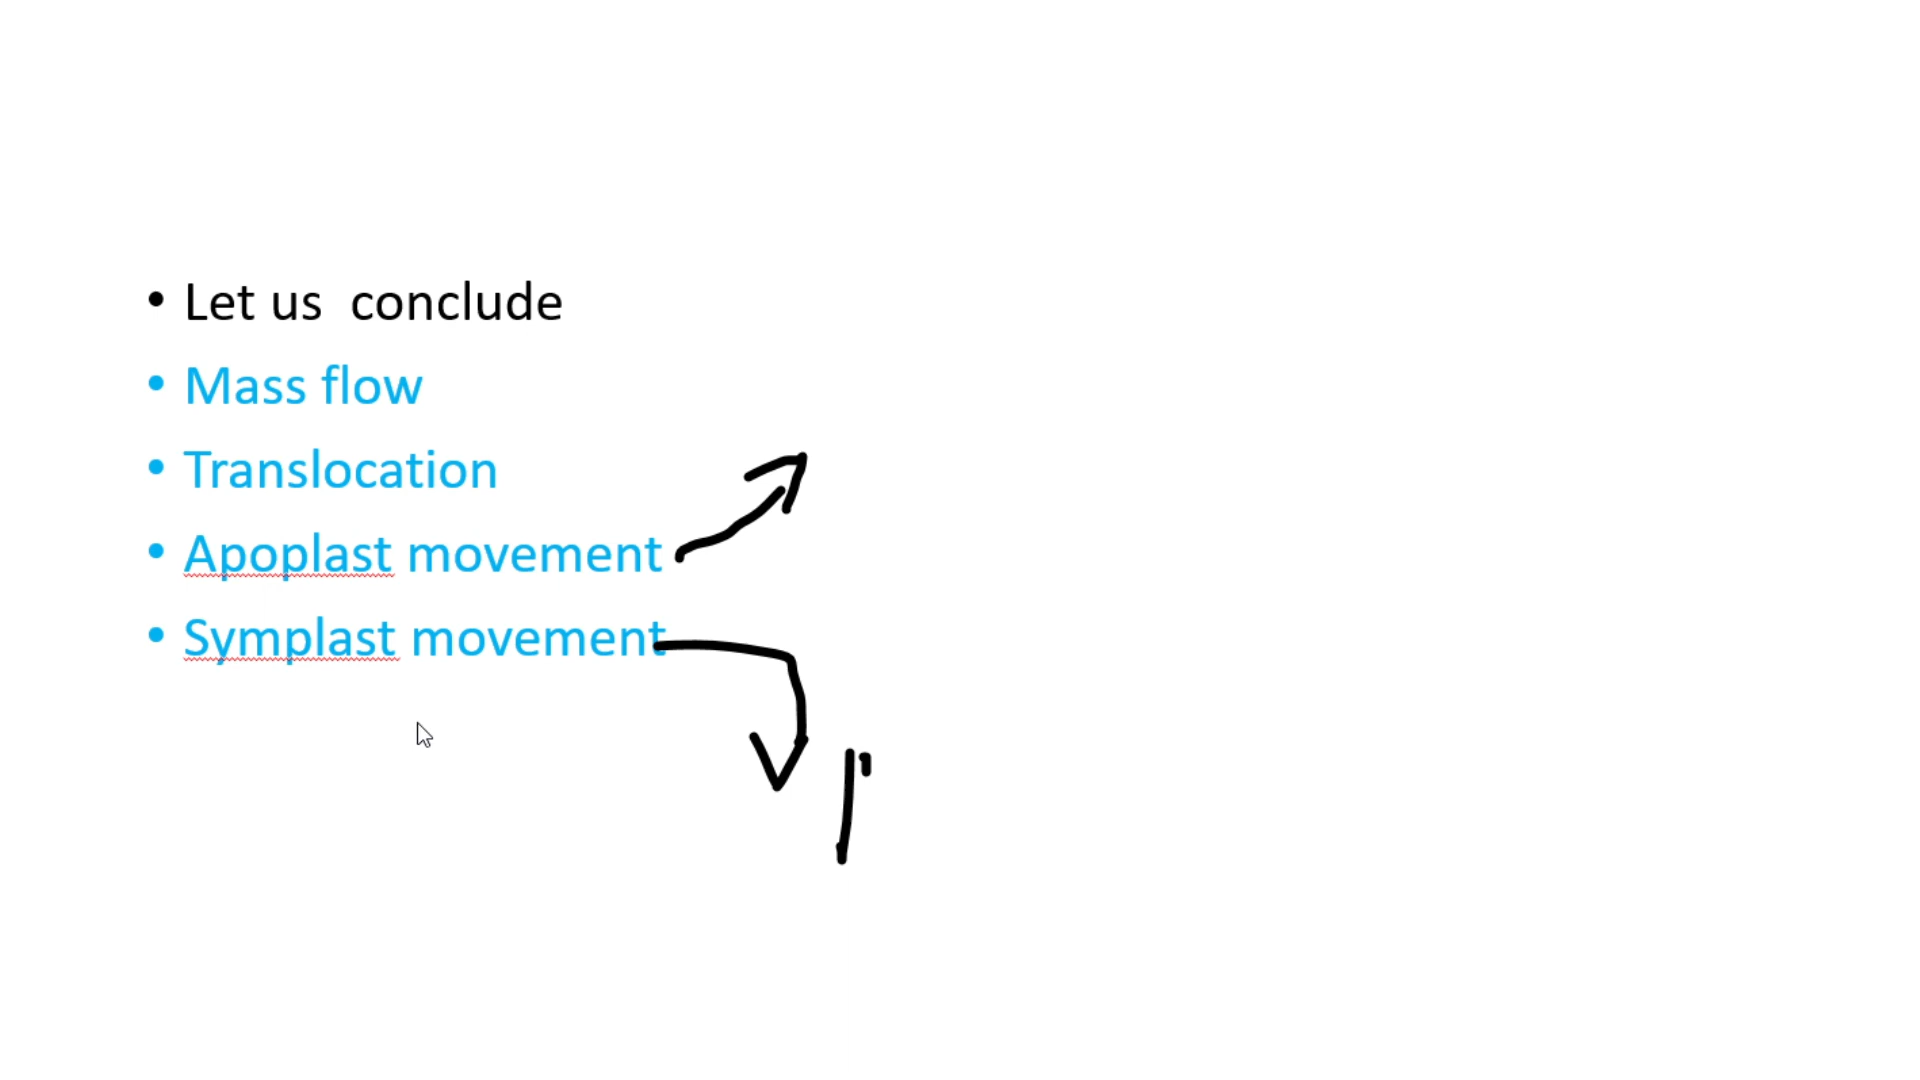 • Let us  conclude
• Mass flow
• Translocation
• Apoplast movement
• Symplast movement